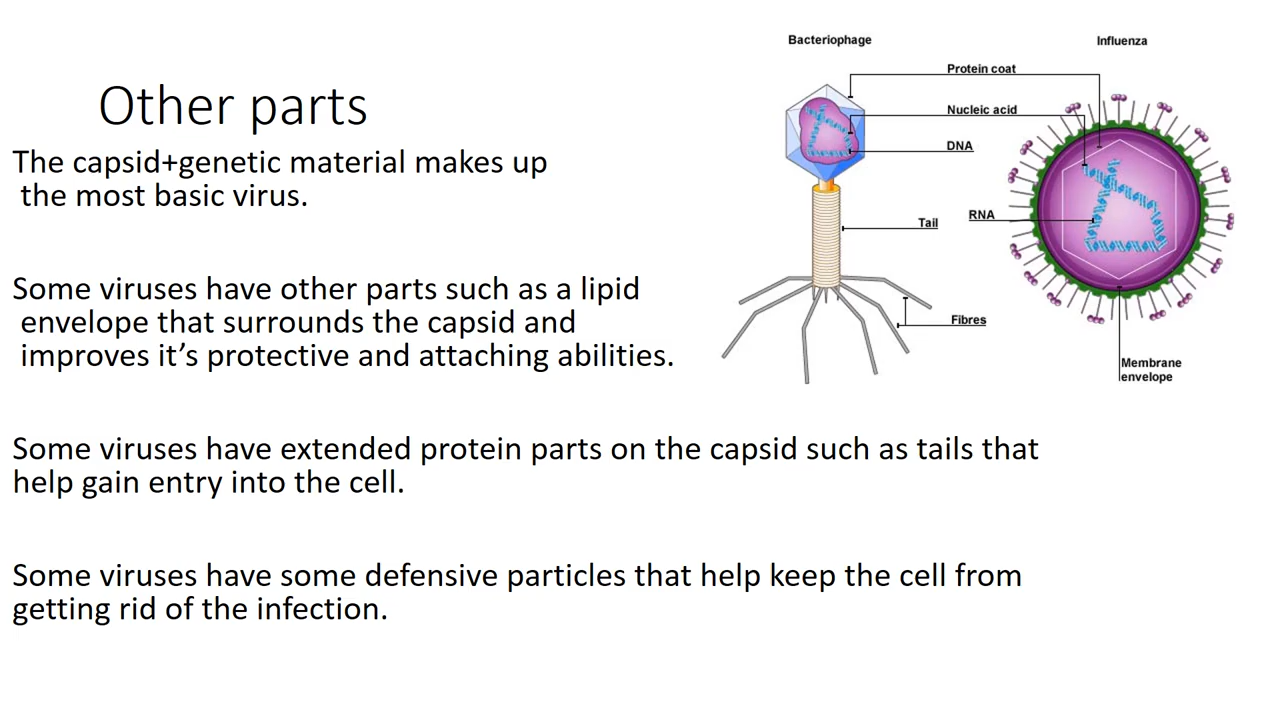 Other parts
The capsid+genetic material makes up
the most basic virus.
Some viruses have other parts such as a lipid
envelope that surrounds the capsid and
improves it’s protective and attaching abilities.
Some viruses have extended protein parts on the capsid such as tails that
help gain entry into the cell.
Some viruses have some defensive particles that help keep the cell from
getting rid of the infection.
Bacteriophage
Influenza
Protein coat
Nucleic acid
DNA
RNA
Tail
Fibres
Membrane
envelope